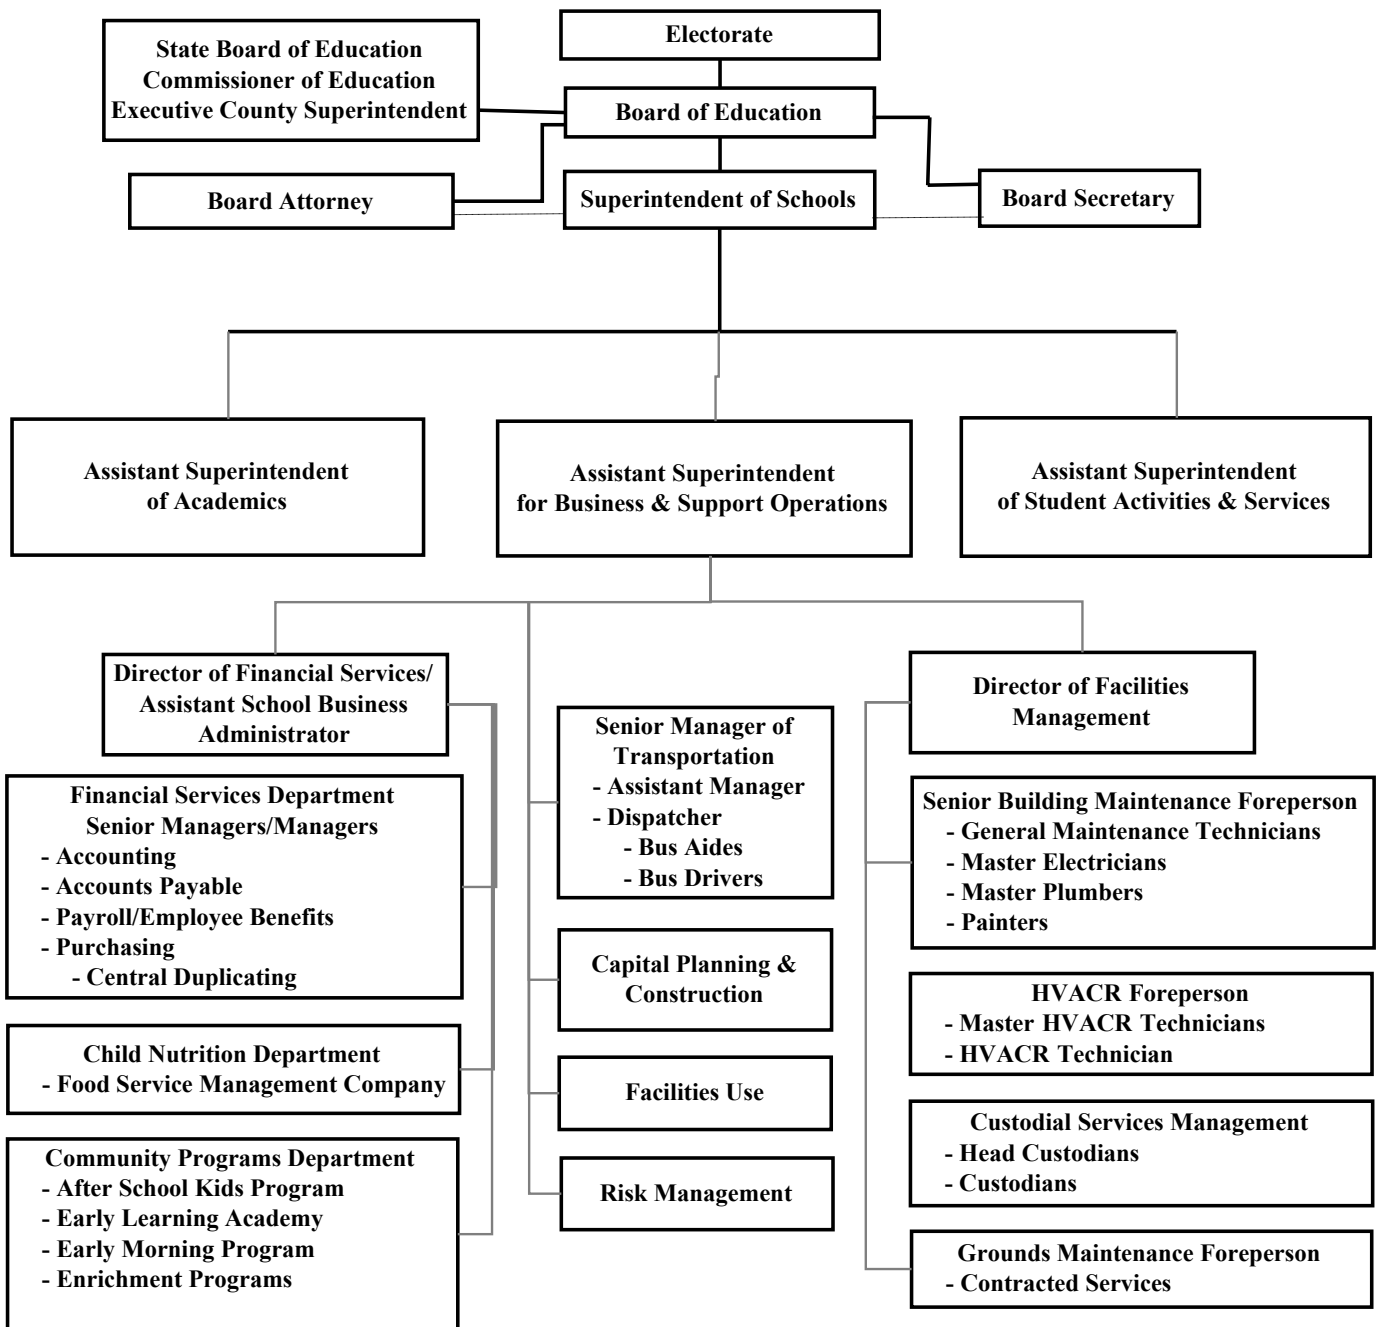 Electorate
State Board of Education
Commissioner of Education
Executive County Superintendent
Board of Education
Board Attorney
Superintendent of Schools
Board Secretary
Assistant Superintendent
of Academics
Assistant Superintendent
for Business & Support Operations
Assistant Superintendent
of Student Activities & Services
Director of Financial Services/
Assistant School Business
Administrator
Financial Services Department
Senior Managers/Managers
- Accounting
- Accounts Payable
- Payroll/Employee Benefits
- Purchasing
- Central Duplicating
Child Nutrition Department
- Food Service Management Company
Community Programs Department
- After School Kids Program
- Early Learning Academy
- Early Morning Program
- Enrichment Programs
Senior Manager of
Transportation
- Assistant Manager
- Dispatcher
- Bus Aides
- Bus Drivers
Capital Planning &
Construction
Facilities Use
Risk Management
Director of Facilities
Management
Senior Building Maintenance Foreperson
- General Maintenance Technicians
- Master Electricians
- Master Plumbers
- Painters
HVACR Foreperson
- Master HVACR Technicians
- HVACR Technician
Custodial Services Management
- Head Custodians
- Custodians
Grounds Maintenance Foreperson
- Contracted Services